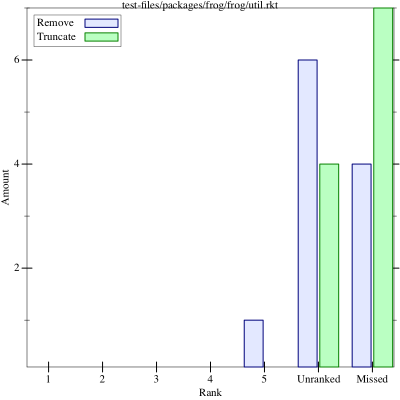 test-files/packages/frog/frog/util.rkt
Remove
Truncate
6
4
2
Amount
1 2 3 4 5 Unranked Missed
Rank